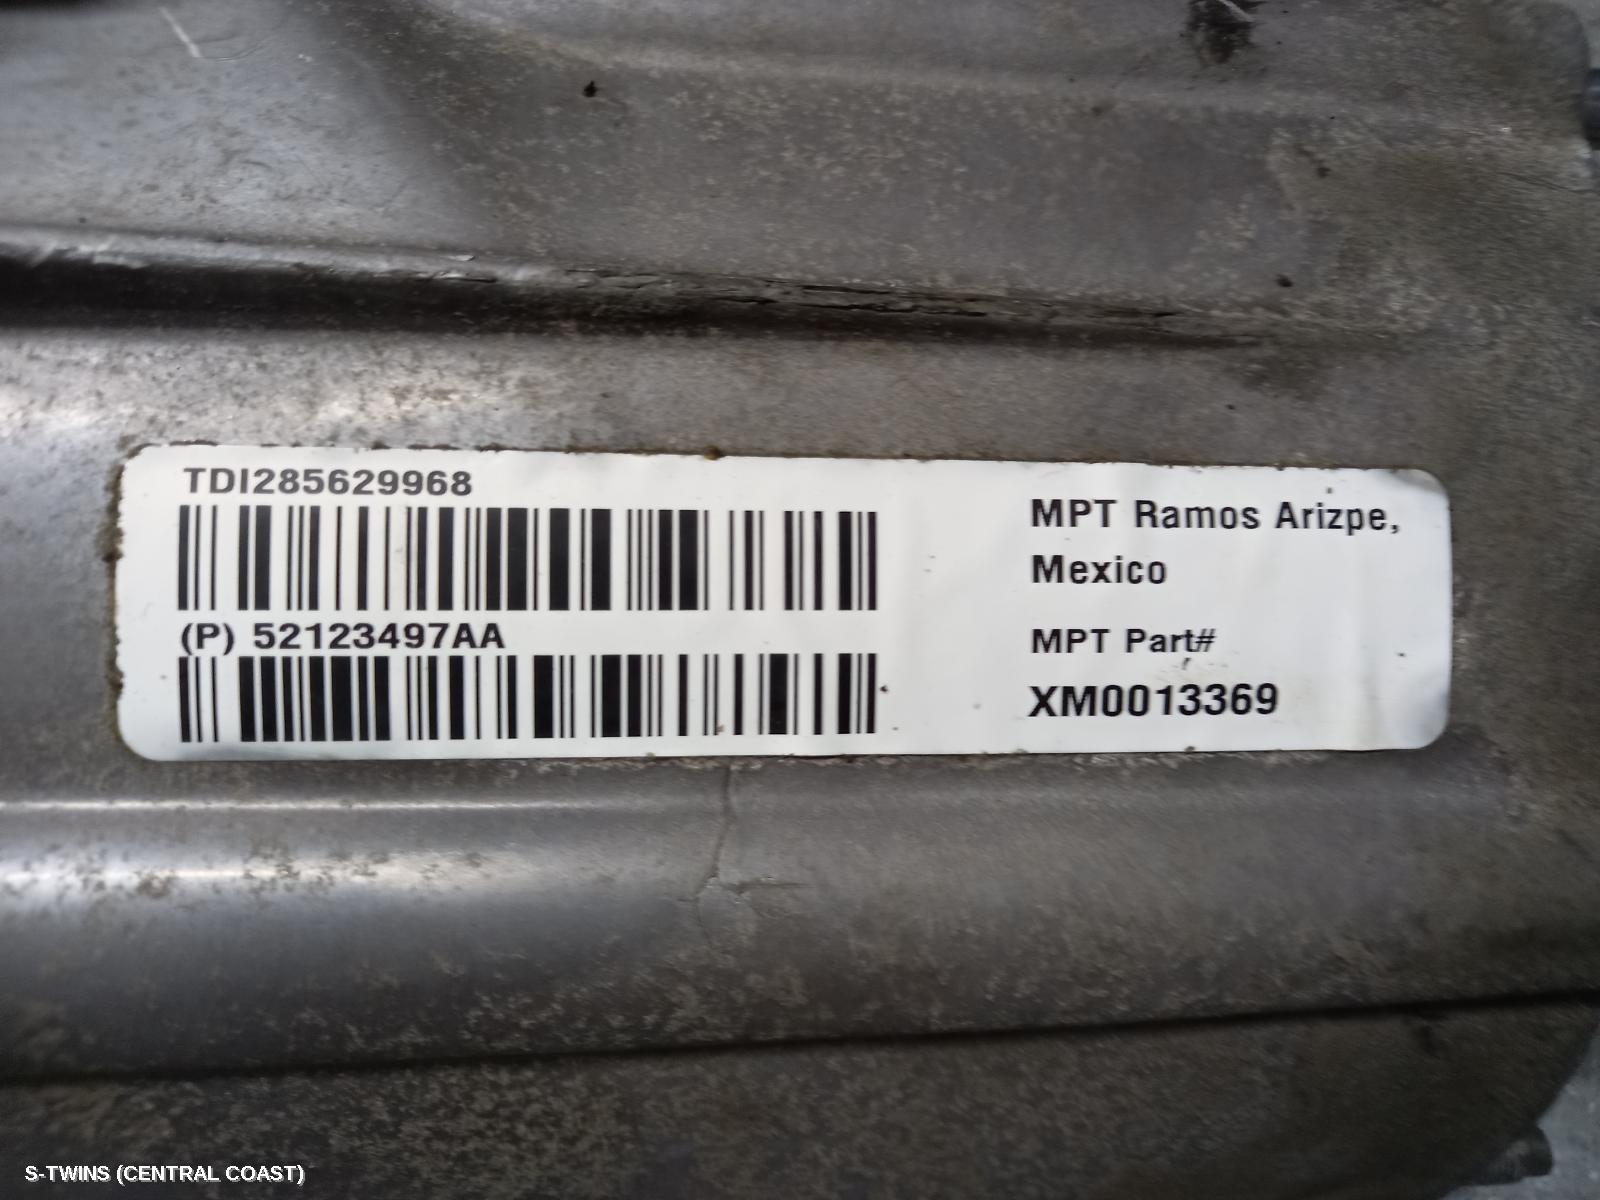 TDI285629968
(P) 52123497AA
MPT Ramos Arizpe,
Mexico
MPT Part#
XM0013369
S-TWINS (CENTRAL COAST)